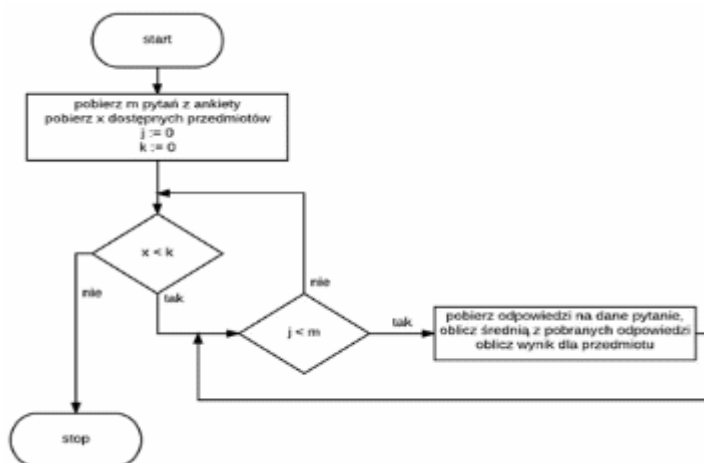 start
pobierz m pytań z ankiety
pobierz x dostępnych przedmiotów
j := 0
k := 0
x < k
nie
tak
nie
j < m
tak
pobierz odpowiedzi na dane pytanie,
oblicz średnią z pobranych odpowiedzi
oblicz wynik dla przedmiotu
stop